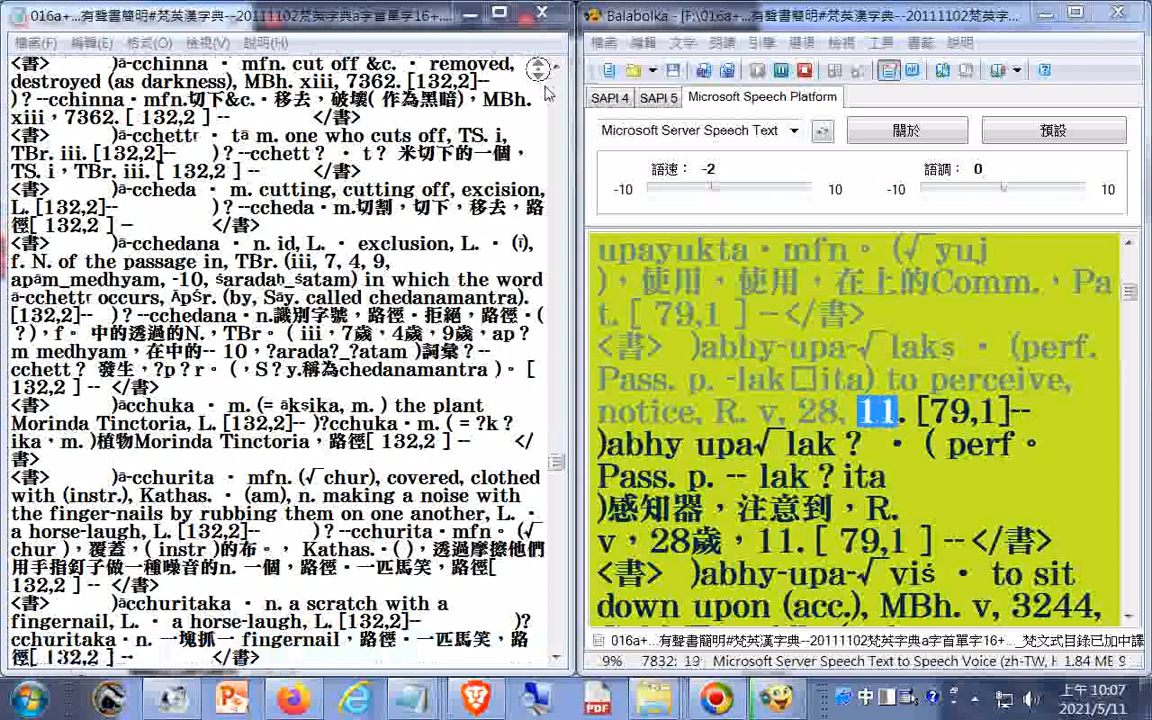 016a+...有聲書簡明#梵英漢字典--20111102梵英字典a字首單字16+...
檔案(F) 編輯(E) 格式(O) 檢視(V) 說明(H)
<書> )ā-cchinna · mfn. cut off &c. · removed,
destroyed (as darkness), MBh. xiii, 7362. [132,2]--
)? --cchinna·mfn.切下&c.·移去，破壞( 作為黑暗)，MBh.
xiii，7362. [ 132,2 ] -- </書>
<書> )ā-cchettṛ · tā m. one who cuts off, TS. i,
TBr. iii. [132,2]-- )? --cchett ? · t ? 米切下的一個，
TS. i，TBr. iii. [ 132,2 ] -- </書>
<書> )ā-ccheda · m. cutting, cutting off, excision,
L. [132,2]-- )? --ccheda·m.切割，切下，移去，路
徑[ 132,2 ] -- </書>
<書> )ā-cchedana · n. id, L. · exclusion, L. · (ī),
f. N. of the passage in, TBr. (iii, 7, 4, 9,
apām_medhyam, -10, śaradaḥ_śatam) in which the word
ā-cchettṛ occurs, ĀpŚr. (by, Sāy. called chedanamantra).
[132,2]-- )? --cchedana·n.識別字號，路徑·拒絕，路徑·(
? )，f。 中的透過的N.，TBr。 ( iii，7歲，4歲，9歲，ap ?
m medhyam，在中的-- 10，?arada?_?atam )詞彙 ? --
cchett ? 發生，?p ? r。 (，S ? y.稱為chedanamantra )。[
132,2 ] -- </書>
<書> )ācchuka · m. (= ākṣika, m. ) the plant
Morinda Tinctoria, L. [132,2]-- )?cchuka·m. ( = ?k ?
ika，m. )植物Morinda Tinctoria，路徑[ 132,2 ] -- </
書>
<書> )ācchurita · mfn. (√ chur), covered, clothed
with (instr.), Kathas. · (am), n. making a noise with
the finger-nails by rubbing them on one another, L. ·
a horse-laugh, L. [132,2]-- )? --cchurita·mfn。(√
chur )，覆蓋，( instr )的布。， Kathas.·( )，透過摩擦他們
用手指釘子做一種噪音的n. 一個，路徑·一匹馬笑，路徑[
132,2 ] -- </書>
<書> )ācchuritaka · n. a scratch with a
fingernail, L. · a horse-laugh, L. [132,2]-- )?
cchuritaka·n. 一塊抓一 fingernail，路徑·一匹馬笑，路
徑[ 132,2 ] -- </書>
Balabolka - [F:\016a+...有聲書簡明#梵英漢字典--20111102梵英字...
檔案 編輯 文字 朗讀 引擎 選項 檢視 工具 書籤 說明
SAPI 4 SAPI 5 Microsoft Speech Platform
Microsoft Server Speech Text 關於 預設
語速： -2 語調： 0
-10 10 -10 10
upayukta·mfn。(√ yuj
)，使用，使用，在上的Comm.，Pa
t. [ 79,1 ] --</書>
<書> )abhy-upa-√ lakṣ · (perf.
Pass. p. -lak□ita) to perceive,
notice, R. v, 28, 11. [79,1]--
)abhy upa√ lak ? · ( perf。
Pass. p. -- lak ? ita
)感知器，注意到，R.
v，28歲，11. [ 79,1 ] --</書>
<書> )abhy-upa-√ viś · to sit
down upon (acc.), MBh. v, 3244,
016a+...有聲書簡明#梵英漢字典--20111102梵英字典a字首單字16+..._梵文式目錄已加中譯
9% 7832: 19 Microsoft Server Speech Text to Speech Voice (zh-TW, H 1.84 ME 9
中 上午 10:07
2021/5/11